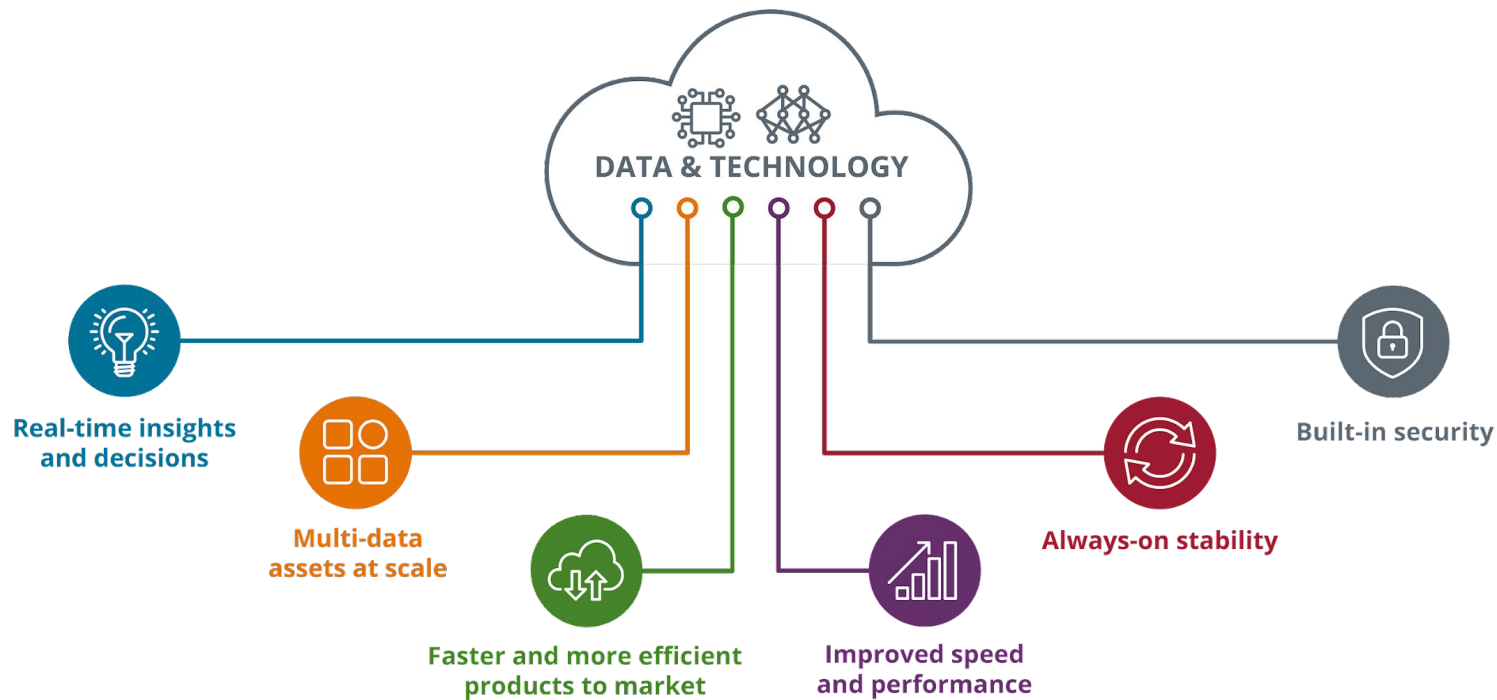 DATA & TECHNOLOGY
Real-time insights
and decisions
Multi-data
assets at scale
Faster and more efficient
products to market
Improved speed
and performance
Always-on stability
Built-in security